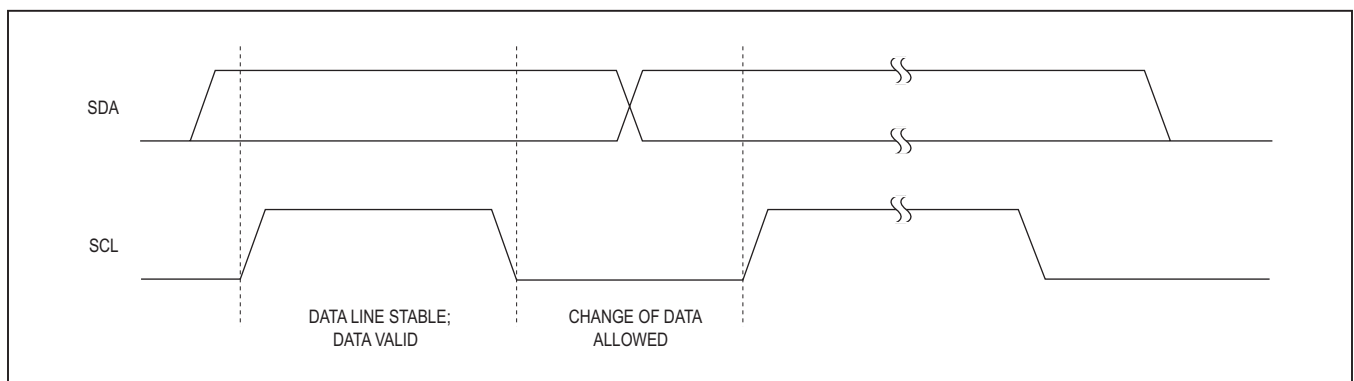 SDA
SCL
DATA LINE STABLE;
DATA VALID
CHANGE OF DATA
ALLOWED